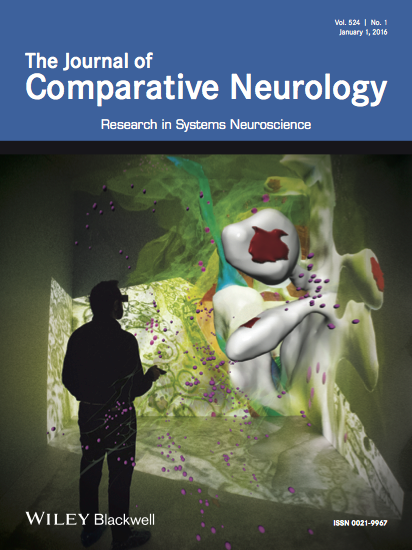 Vol. 524 | No. 1
January 1, 2016
The Journal of
Comparative Neurology
Research in Systems Neuroscience
WILEY Blackwell
ISSN 0021-9967